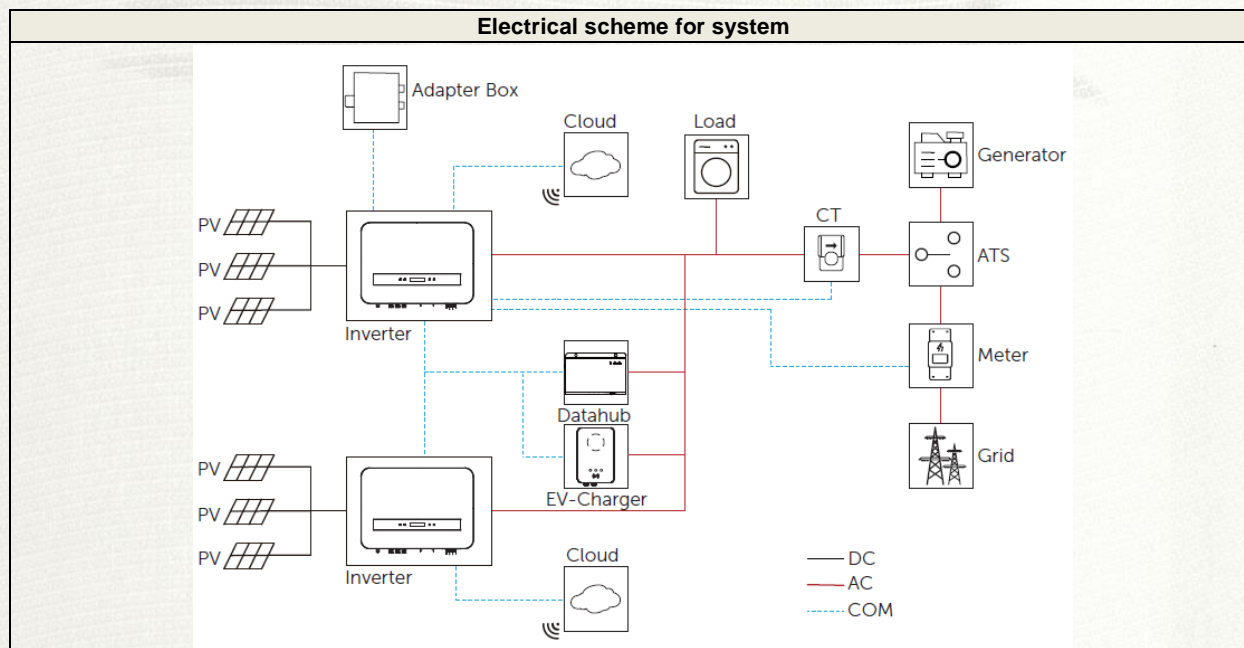 Electrical scheme for system
Adapter Box
Cloud
Load
Generator
PV
CT
PV
ATS
PV
Inverter
Meter
Datahub
PV
Grid
EV-Charger
PV
PV
Inverter
Cloud
DC
AC
COM